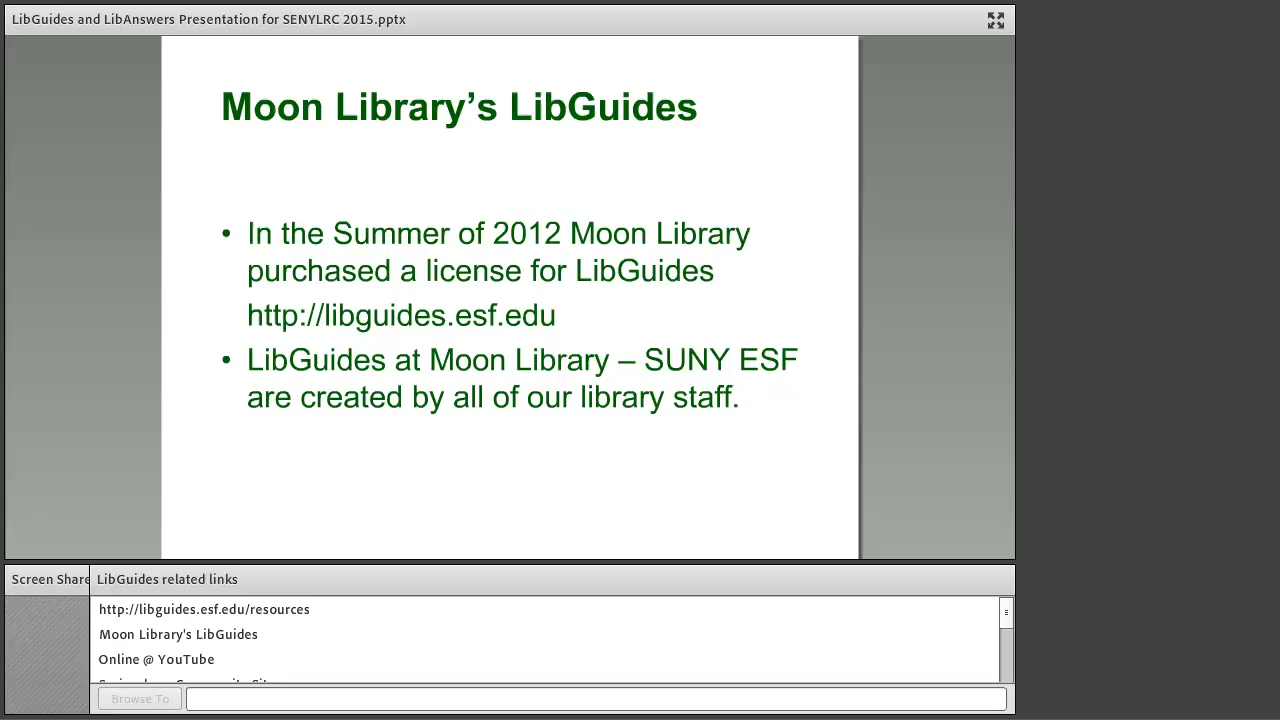 LibGuides and LibAnswers Presentation for SENYLRC 2015.pptx
Moon Library’s LibGuides
• In the Summer of 2012 Moon Library
purchased a license for LibGuides
http://libguides.esf.edu
• LibGuides at Moon Library – SUNY ESF
are created by all of our library staff.
Screen Share
LibGuides related links
http://libguides.esf.edu/resources
Moon Library's LibGuides
Online @ YouTube
Browse To